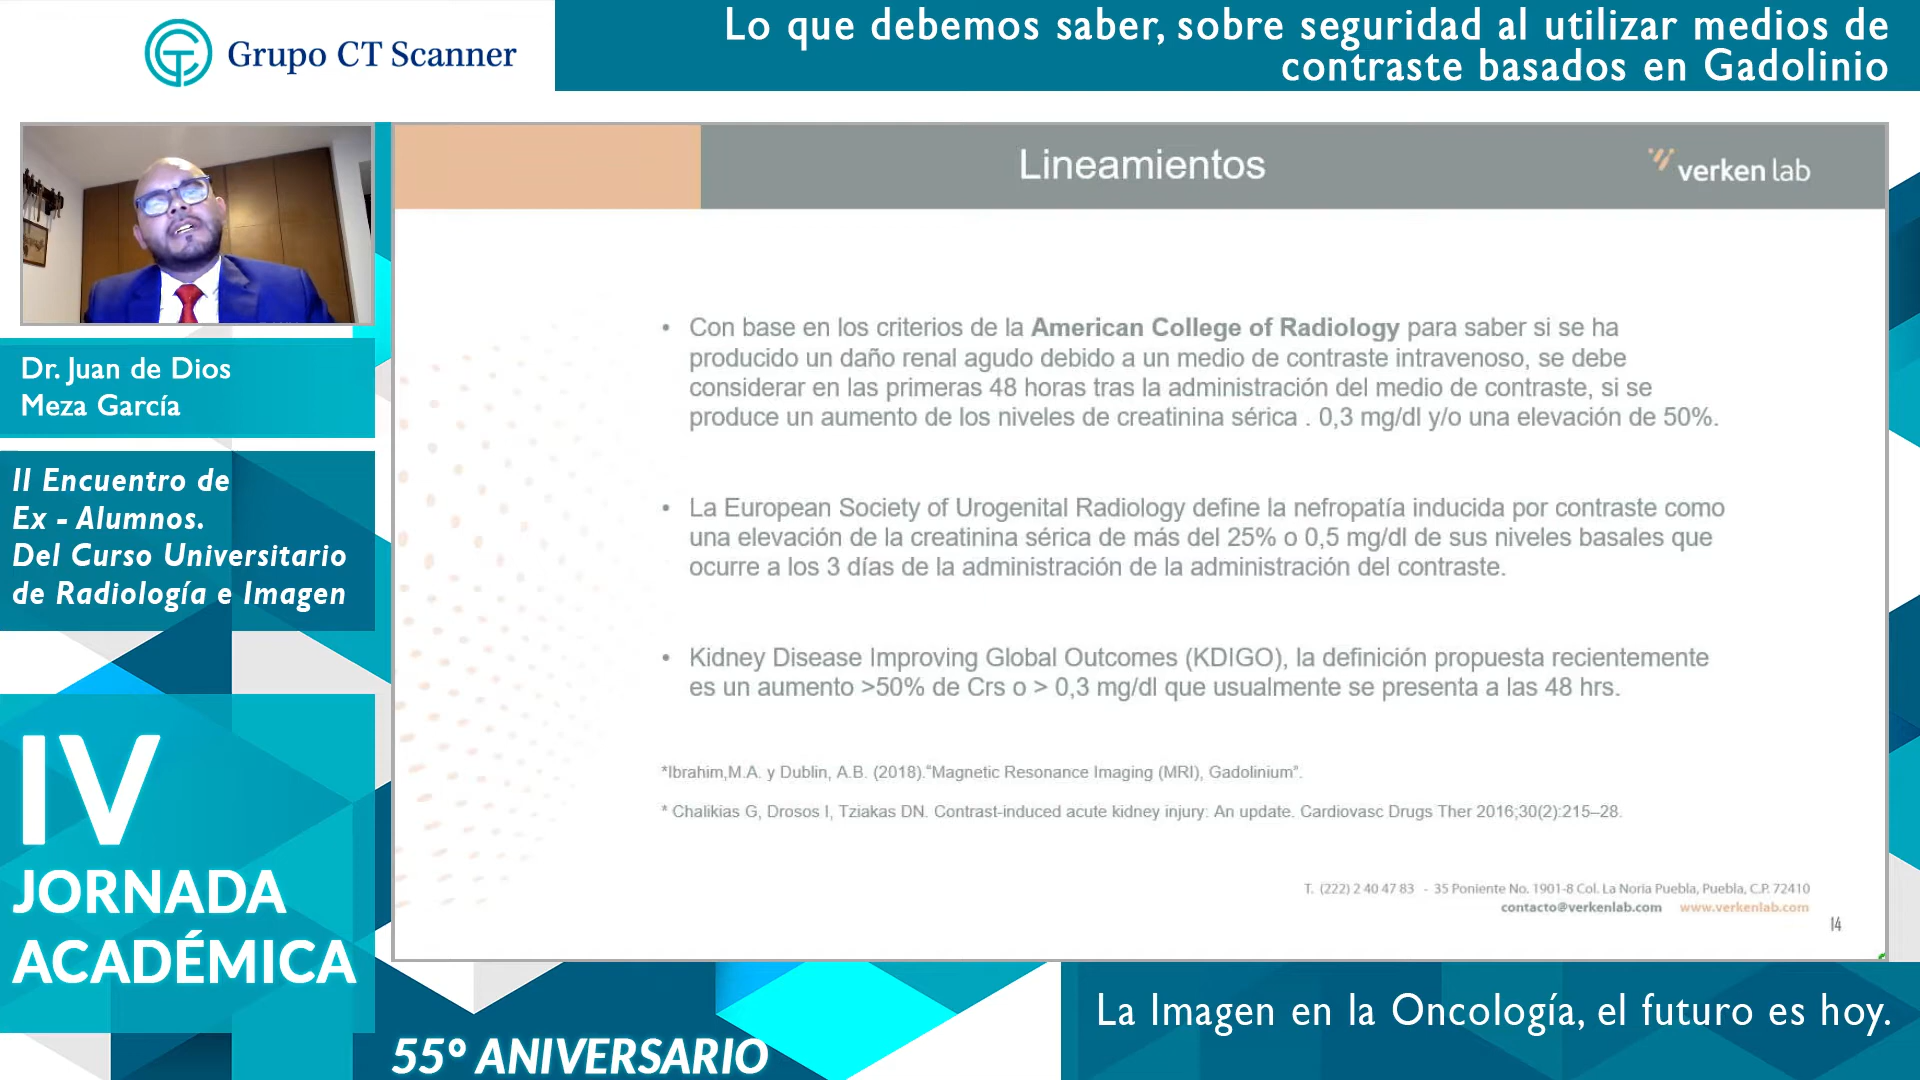 Grupo CT Scanner
Lo que debemos saber, sobre seguridad al utilizar medios de
contraste basados en Gadolinio
Dr. Juan de Dios
Meza García
II Encuentro de
Ex - Alumnos.
Del Curso Universitario
de Radiología e Imagen
IV
JORNADA
ACADÉMICA
55º ANIVERSARIO
Lineamientos
verken lab
• Con base en los criterios de la American College of Radiology para saber si se ha
producido un daño renal agudo debido a un medio de contraste intravenoso, se debe
considerar en las primeras 48 horas tras la administración del medio de contraste, si se
produce un aumento de los niveles de creatinina sérica . 0,3 mg/dl y/o una elevación de 50%.
• La European Society of Urogenital Radiology define la nefropatía inducida por contraste como
una elevación de la creatinina sérica de más del 25% o 0,5 mg/dl de sus niveles basales que
ocurre a los 3 días de la administración de la administración del contraste.
• Kidney Disease Improving Global Outcomes (KDIGO), la definición propuesta recientemente
es un aumento >50% de Crs o > 0,3 mg/dl que usualmente se presenta a las 48 hrs.
*Ibrahim,M.A. y Dublin, A.B. (2018).“Magnetic Resonance Imaging (MRI), Gadolinium”.
* Chalikias G, Drosos I, Tziakas DN. Contrast-induced acute kidney injury: An update. Cardiovasc Drugs Ther 2016;30(2):215–28.
T. (222) 2 40 47 83 - 35 Poniente No. 1901-8 Col. La Noria Puebla, Puebla, C.P. 72410
contacto@verkenlab.com www.verkenlab.com
14
La Imagen en la Oncología, el futuro es hoy.